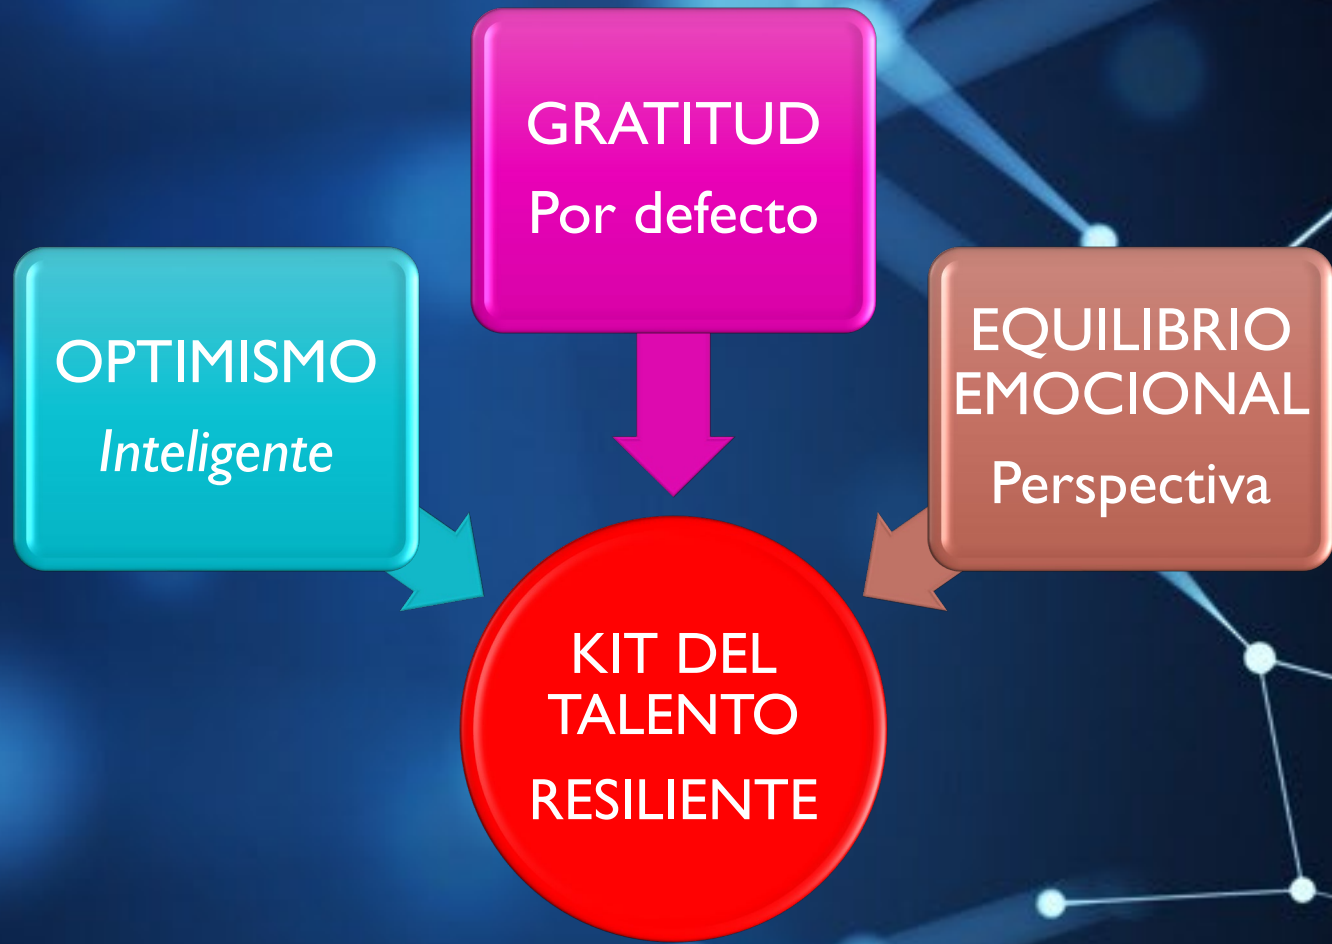 GRATITUD
Por defecto
OPTIMISMO
Inteligente
EQUILIBRIO
EMOCIONAL
Perspectiva
KIT DEL
TALENTO
RESILIENTE